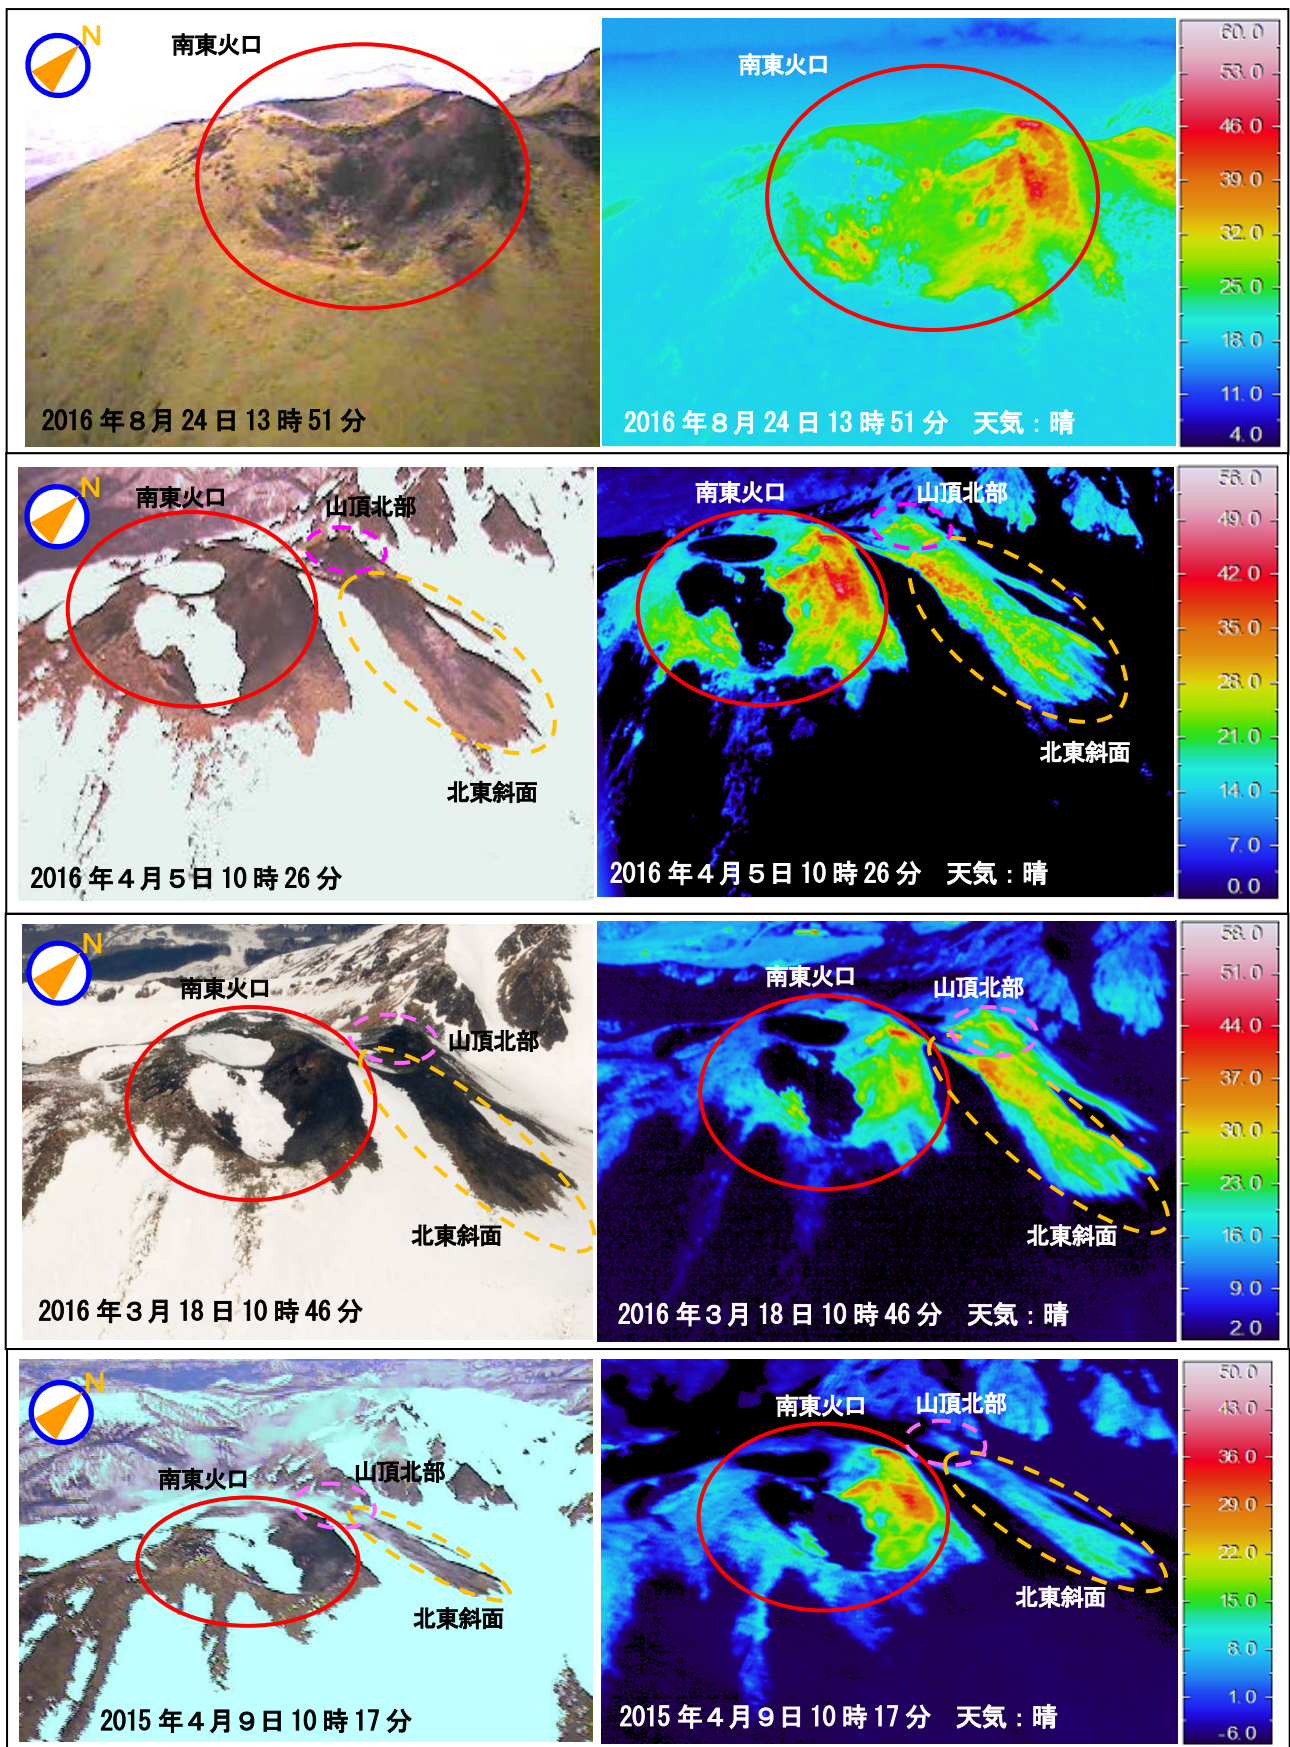 N
南東火口
南東火口
2016年8月24日13時51分
2016年8月24日13時51分 天気：晴
60.0
53.0
46.0
39.0
32.0
25.0
18.0
11.0
4.0
N
南東火口
山頂北部
北東斜面
2016年4月5日10時26分
南東火口
山頂北部
北東斜面
2016年4月5日10時26分 天気：晴
56.0
49.0
42.0
35.0
28.0
21.0
14.0
7.0
0.0
N
南東火口
山頂北部
北東斜面
2016年3月18日10時46分
南東火口
山頂北部
北東斜面
2016年3月18日10時46分 天気：晴
58.0
51.0
44.0
37.0
30.0
23.0
16.0
9.0
2.0
N
南東火口
山頂北部
北東斜面
2015年4月9日10時17分
南東火口
山頂北部
北東斜面
2015年4月9日10時17分 天気：晴
50.0
43.0
36.0
29.0
22.0
15.0
8.0
1.0
-6.0